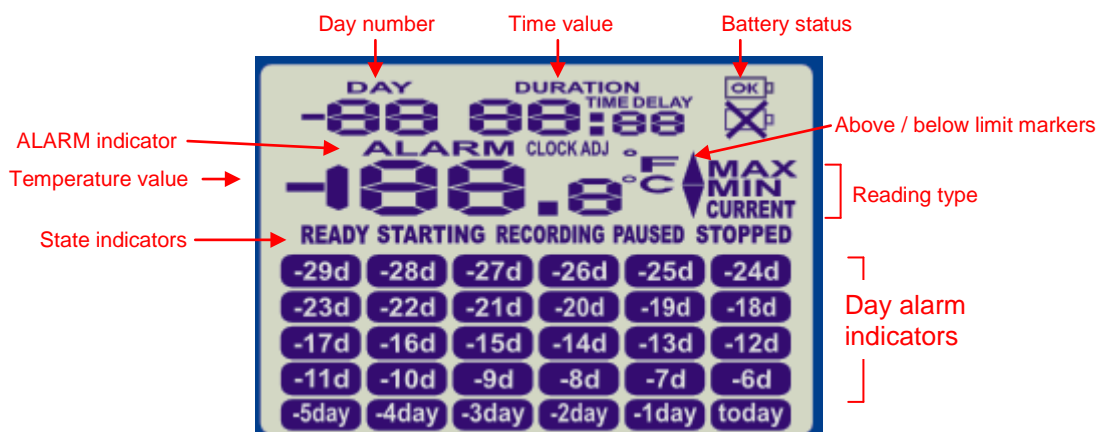 Day number Time value Battery status
DAY DURATION OK
-88 88:88 TIME DELAY
ALARM indicator ALARM CLOCK ADJ °F Above / below limit markers
Temperature value -188.8 °C MAX
MIN Reading type
CURRENT
State indicators READY STARTING RECORDING PAUSED STOPPED
-29d -28d -27d -26d -25d -24d
-23d -22d -21d -20d -19d -18d Day alarm
-17d -16d -15d -14d -13d -12d indicators
-11d -10d -9d -8d -7d -6d
-5day -4day -3day -2day -1day today